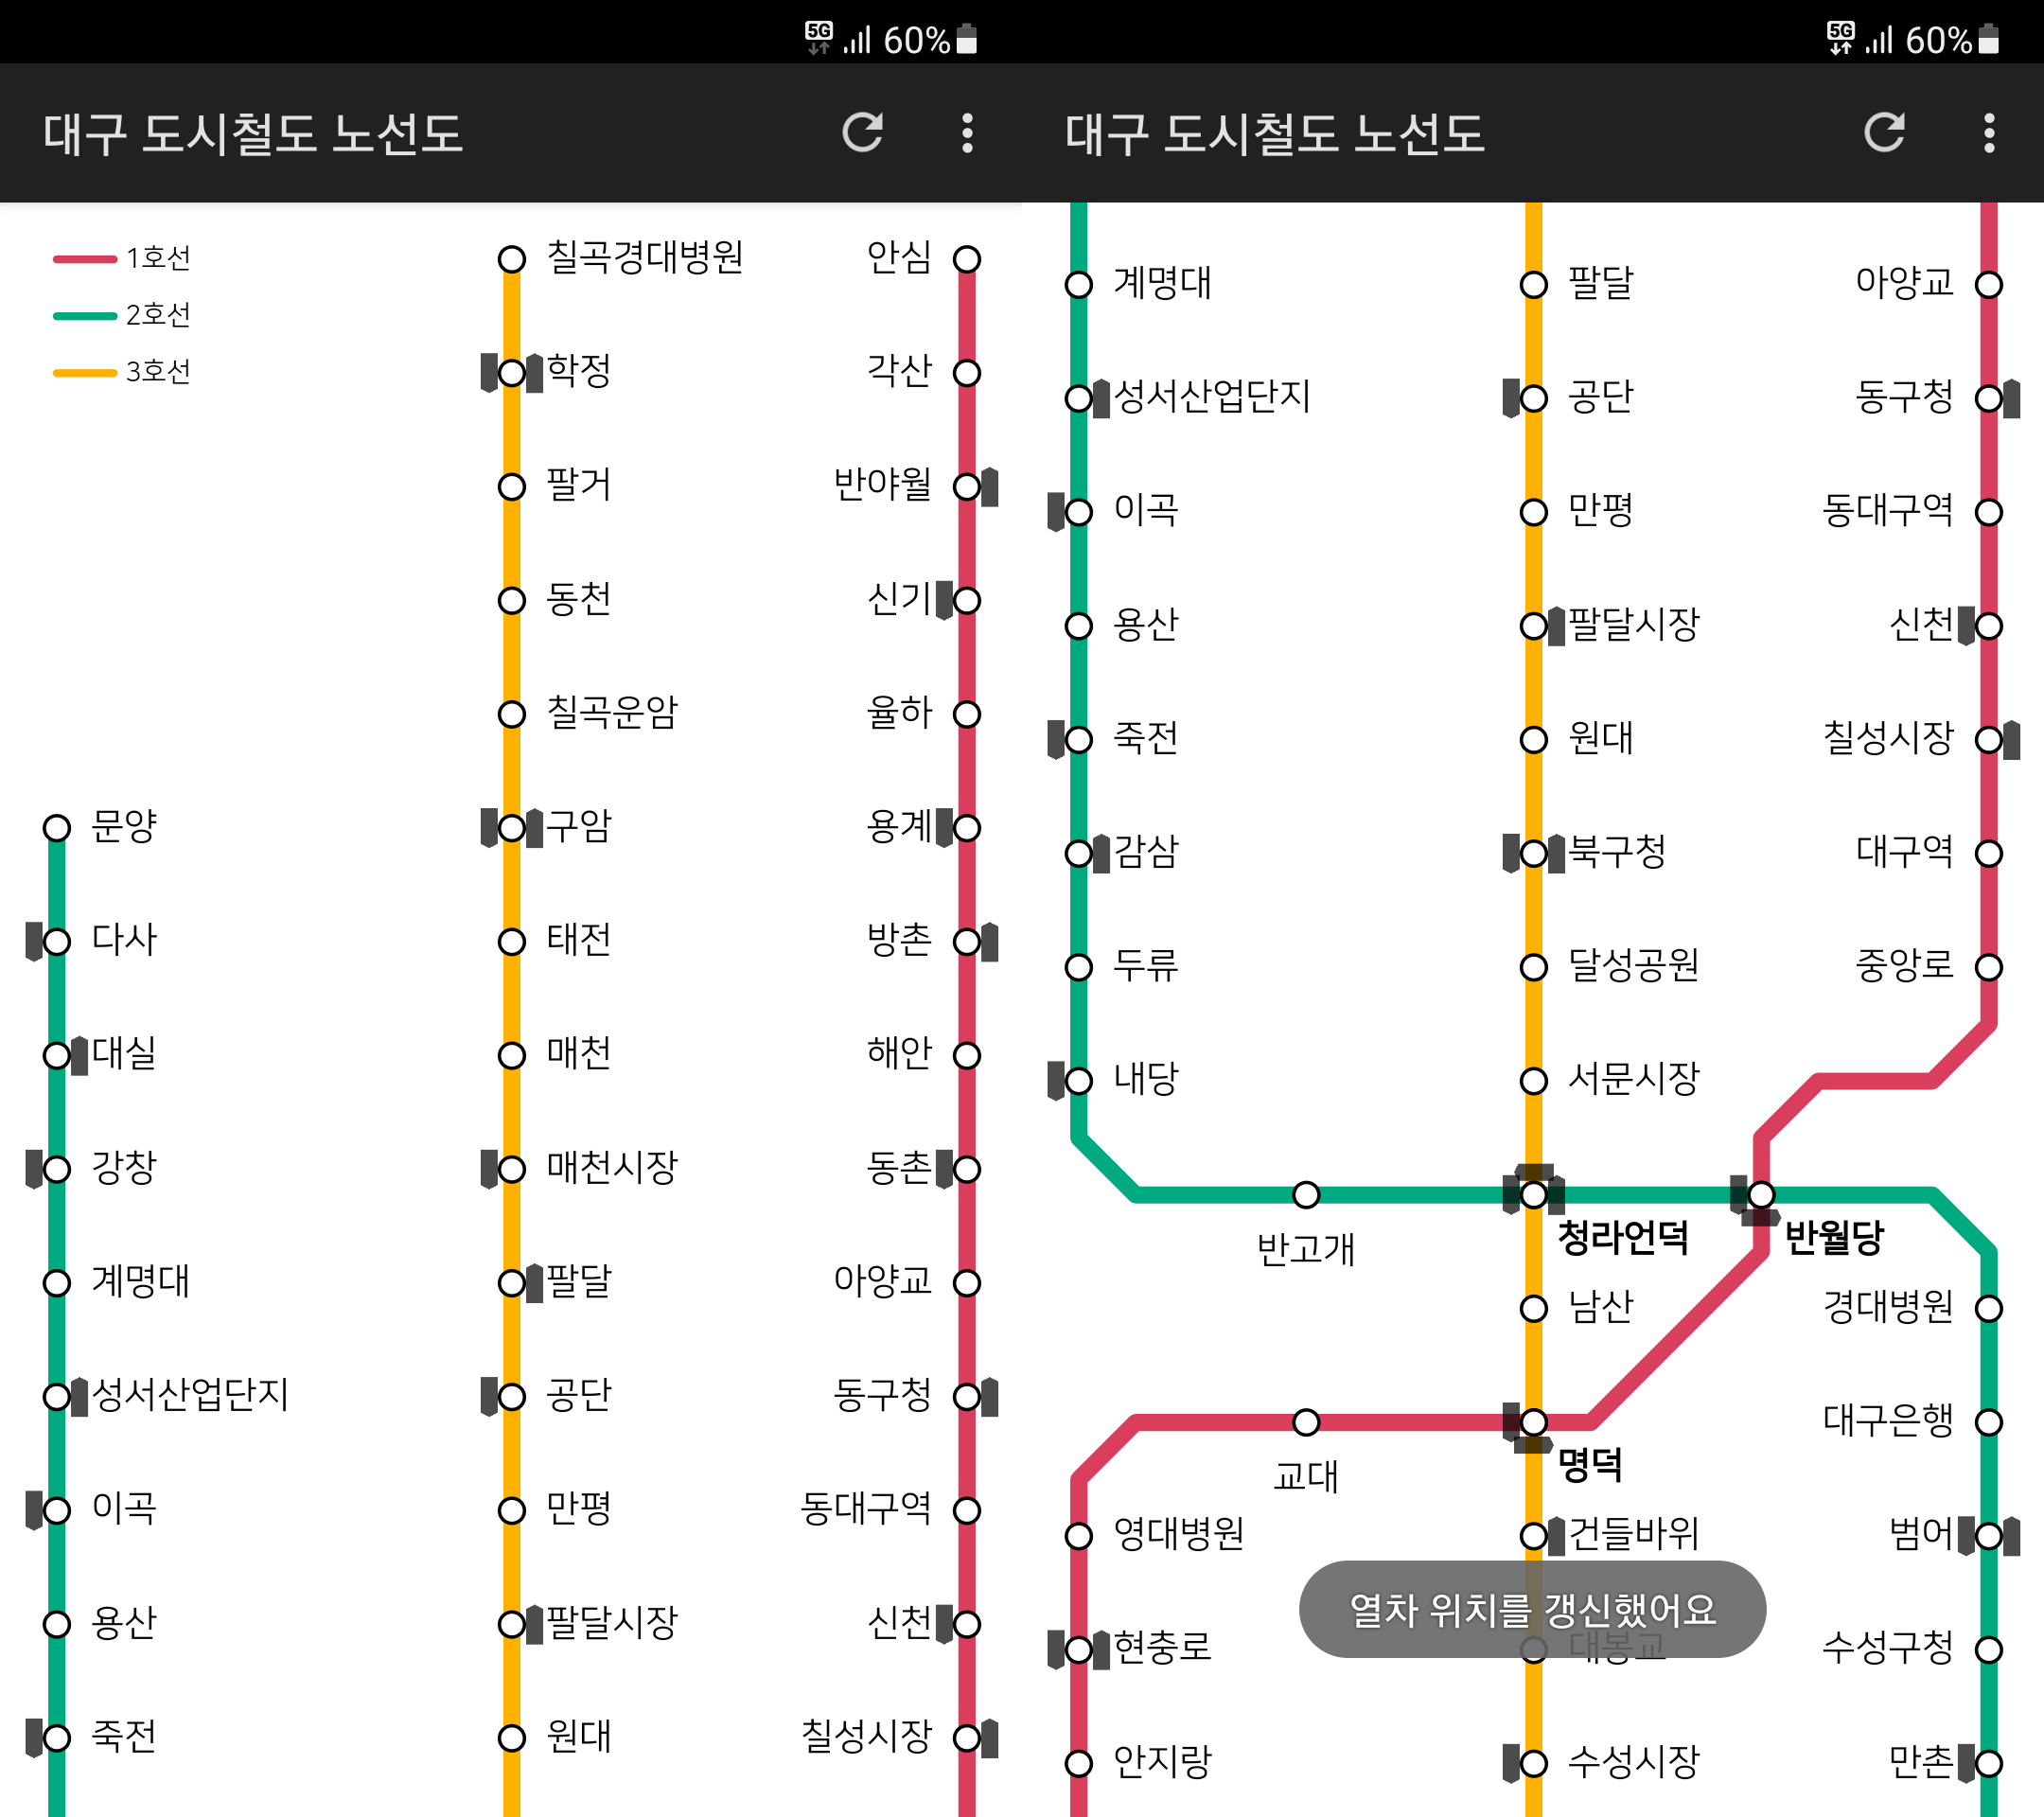 5G 60%
대구 도시철도 노선도
1호선
2호선
3호선
칠곡경대병원
안심
학정
각산
팔거
반야월
동천
신기
칠곡운암
율하
문양
구암
용계
다사
태전
방촌
대실
매천
해안
강창
매천시장
동촌
계명대
팔달
아양교
성서산업단지
공단
동구청
이곡
만평
동대구역
용산
팔달시장
신천
죽전
원대
칠성시장
5G 60%
대구 도시철도 노선도
계명대
팔달
아양교
성서산업단지
공단
동구청
이곡
만평
동대구역
용산
팔달시장
신천
죽전
원대
칠성시장
감삼
북구청
대구역
두류
달성공원
중앙로
내당
서문시장
반고개
청라언덕
반월당
남산
경대병원
교대
명덕
대구은행
영대병원
건들바위
범어
열차 위치를 갱신했어요
현충로
대봉교
수성구청
안지랑
수성시장
만촌